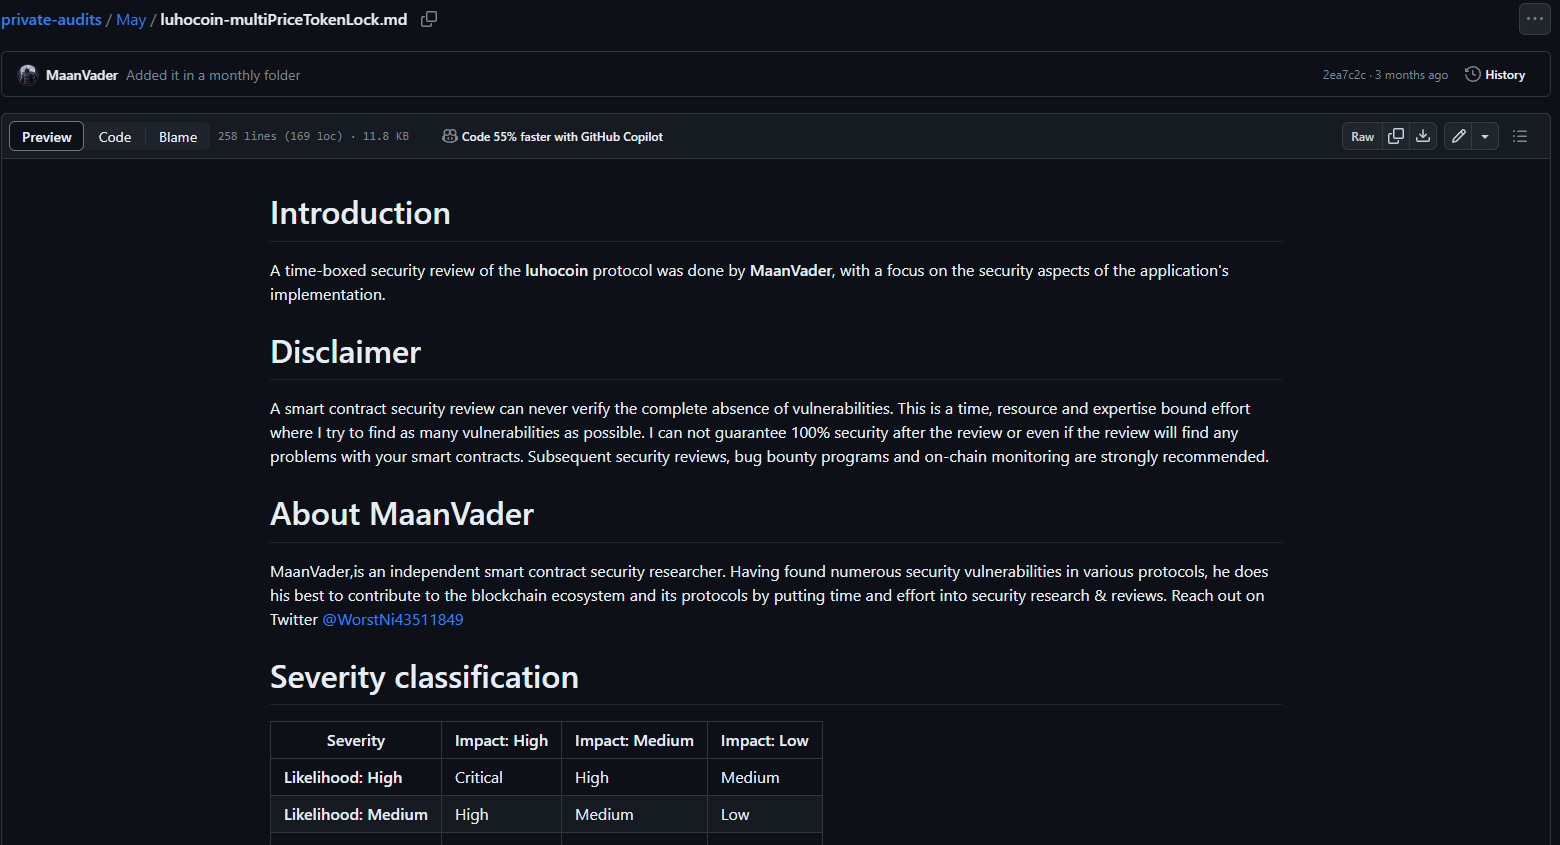 private-audits / May / luhocoin-multiPriceTokenLock.md
MaanVader Added it in a monthly folder 2ea7c2c · 3 months ago History
Preview Code Blame 258 lines (169 loc) · 11.8 KB Code 55% faster with GitHub Copilot Raw
Introduction
A time-boxed security review of the luhocoin protocol was done by MaanVader, with a focus on the security aspects of the application's
implementation.
Disclaimer
A smart contract security review can never verify the complete absence of vulnerabilities. This is a time, resource and expertise bound effort
where I try to find as many vulnerabilities as possible. I can not guarantee 100% security after the review or even if the review will find any
problems with your smart contracts. Subsequent security reviews, bug bounty programs and on-chain monitoring are strongly recommended.
About MaanVader
MaanVader,is an independent smart contract security researcher. Having found numerous security vulnerabilities in various protocols, he does
his best to contribute to the blockchain ecosystem and its protocols by putting time and effort into security research & reviews. Reach out on
Twitter @WorstNi43511849
Severity classification
Severity Impact: High Impact: Medium Impact: Low
Likelihood: High Critical High Medium
Likelihood: Medium High Medium Low